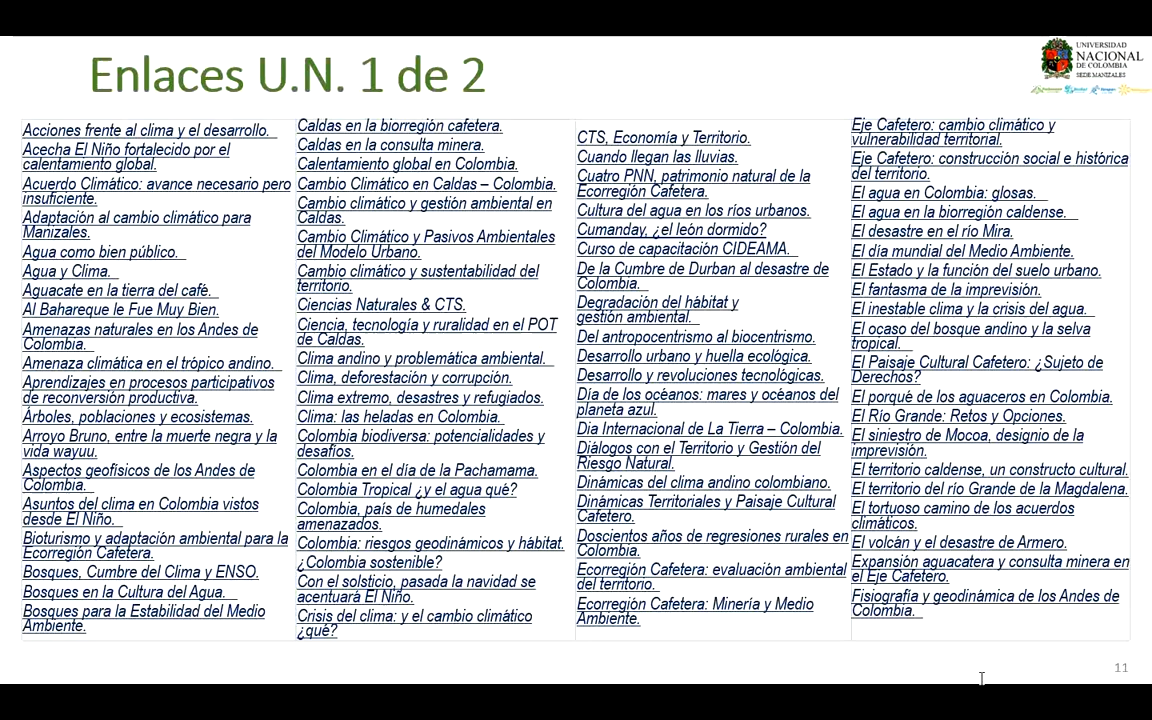 Enlaces U.N. 1 de 2
UNIVERSIDAD
NACIONAL
DE COLOMBIA
SEDE MANIZALES
Acciones frente al clima y el desarrollo.
Acecha El Niño fortalecido por el
calentamiento global.
Acuerdo Climático: avance necesario pero
insuficiente.
Adaptación al cambio climático para
Manizales.
Agua como bien público.
Agua y Clima.
Aguacate en la tierra del café.
Al Bahareque le Fue Muy Bien.
Amenazas naturales en los Andes de
Colombia.
Amenaza climática en el trópico andino.
Aprendizajes en procesos participativos
de reconversión productiva.
Árboles, poblaciones y ecosistemas.
Arroyo Bruno, entre la muerte negra y la
vida wayuu.
Aspectos geofísicos de los Andes de
Colombia.
Asuntos del clima en Colombia vistos
desde El Niño.
Bioturismo y adaptación ambiental para la
Ecorregión Cafetera.
Bosques, Cumbre del Clima y ENSO.
Bosques en la Cultura del Agua.
Bosques para la Estabilidad del Medio
Ambiente.
Caldas en la biorregión cafetera.
Caldas en la consulta minera.
Calentamiento global en Colombia.
Cambio Climático en Caldas – Colombia.
Cambio climático y gestión ambiental en
Caldas.
Cambio Climático y Pasivos Ambientales
del Modelo Urbano.
Cambio climático y sustentabilidad del
territorio.
Ciencias Naturales & CTS.
Ciencia, tecnología y ruralidad en el POT
de Caldas.
Clima andino y problemática ambiental.
Clima, deforestación y corrupción.
Clima extremo, desastres y refugiados.
Clima: las heladas en Colombia.
Colombia biodiversa: potencialidades y
desafíos.
Colombia en el día de la Pachamama.
Colombia Tropical ¿y el agua qué?
Colombia, país de humedales
amenazados.
Colombia: riesgos geodinámicos y hábitat.
¿Colombia sostenible?
Con el solsticio, pasada la navidad se
acentuará El Niño.
Crisis del clima: y el cambio climático
¿qué?
CTS, Economía y Territorio.
Cuando llegan las lluvias.
Cuatro PNN, patrimonio natural de la
Ecorregión Cafetera.
Cultura del agua en los ríos urbanos.
Cumanday, ¿el león dormido?
Curso de capacitación CIDEAMA.
De la Cumbre de Durban al desastre de
Colombia.
Degradación del hábitat y
gestión ambiental.
Del antropocentrismo al biocentrismo.
Desarrollo urbano y huella ecológica.
Desarrollo y revoluciones tecnológicas.
Día de los océanos: mares y océanos del
planeta azul.
Dia Internacional de La Tierra – Colombia.
Diálogos con el Territorio y Gestión del
Riesgo Natural.
Dinámicas del clima andino colombiano.
Dinámicas Territoriales y Paisaje Cultural
Cafetero.
Doscientos años de regresiones rurales en
Colombia.
Ecorregión Cafetera: evaluación ambiental
del territorio.
Ecorregión Cafetera: Minería y Medio
Ambiente.
Eje Cafetero: cambio climático y
vulnerabilidad territorial.
Eje Cafetero: construcción social e histórica
del territorio.
El agua en Colombia: glosas.
El agua en la biorregión caldense.
El desastre en el río Mira.
El día mundial del Medio Ambiente.
El Estado y la función del suelo urbano.
El fantasma de la imprevisión.
El inestable clima y la crisis del agua.
El ocaso del bosque andino y la selva
tropical.
El Paisaje Cultural Cafetero: ¿Sujeto de
Derechos?
El porqué de los aguaceros en Colombia.
El Río Grande: Retos y Opciones.
El siniestro de Mocoa, designio de la
imprevisión.
El territorio caldense, un constructo cultural.
El territorio del río Grande de la Magdalena.
El tortuoso camino de los acuerdos
climáticos.
El volcán y el desastre de Armero.
Expansión aguacatera y consulta minera en
el Eje Cafetero.
Fisiografía y geodinámica de los Andes de
Colombia.
11